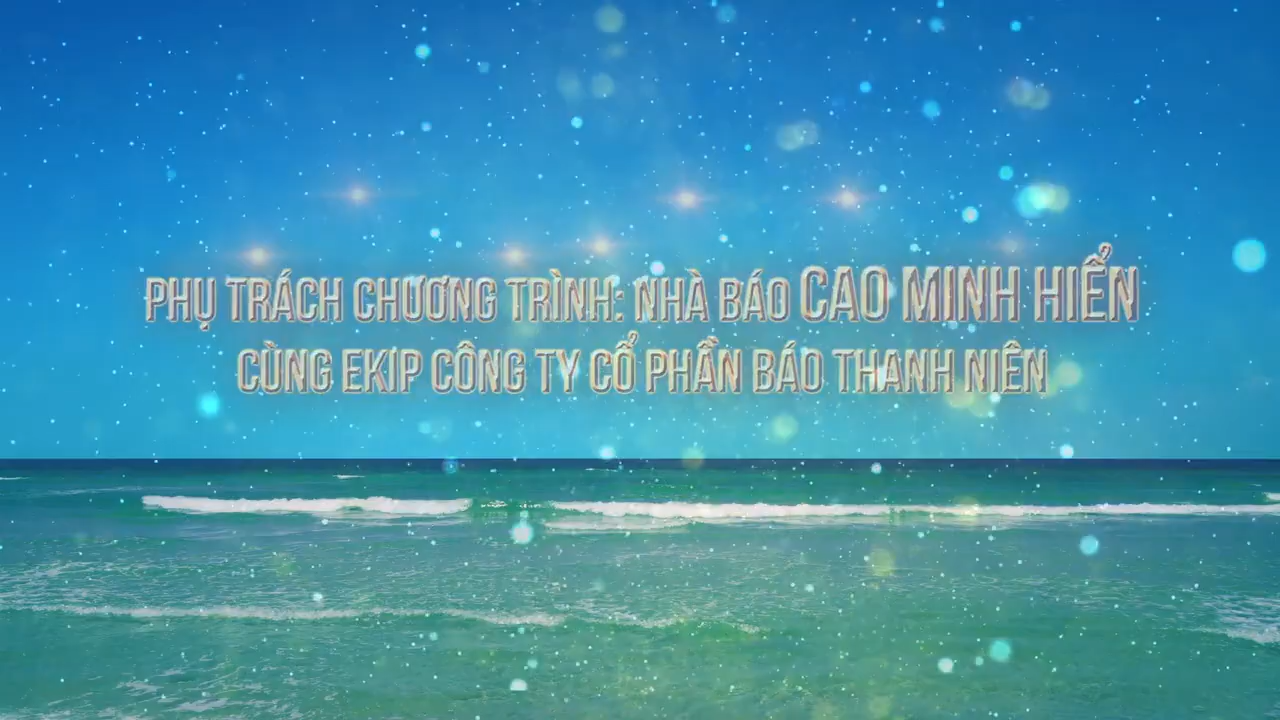 PHỤ TRÁCH CHƯƠNG TRÌNH: NHÀ BÁO CAO MINH HIỂN
CÙNG EKIP CÔNG TY CỔ PHẦN BÁO THANH NIÊN